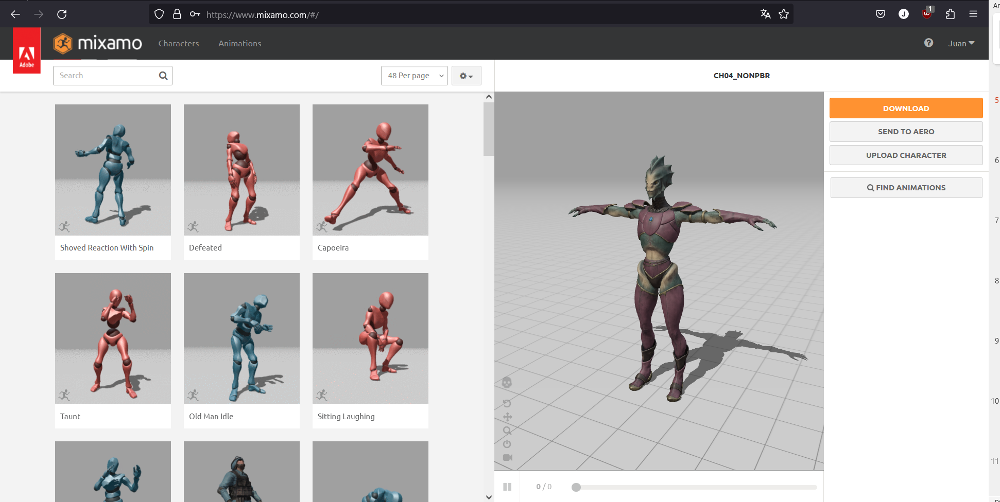 https://www.mixamo.com/#/
J
1
Ar
Adobe
mixamo
Characters
Animations
Juan
Search
48 Per page
CH04_NONPBR
DOWNLOAD
SEND TO AERO
UPLOAD CHARACTER
FIND ANIMATIONS
Shoved Reaction With Spin
Defeated
Capoeira
Taunt
Old Man Idle
Sitting Laughing
0 / 0
5
6
7
8
9
10
11